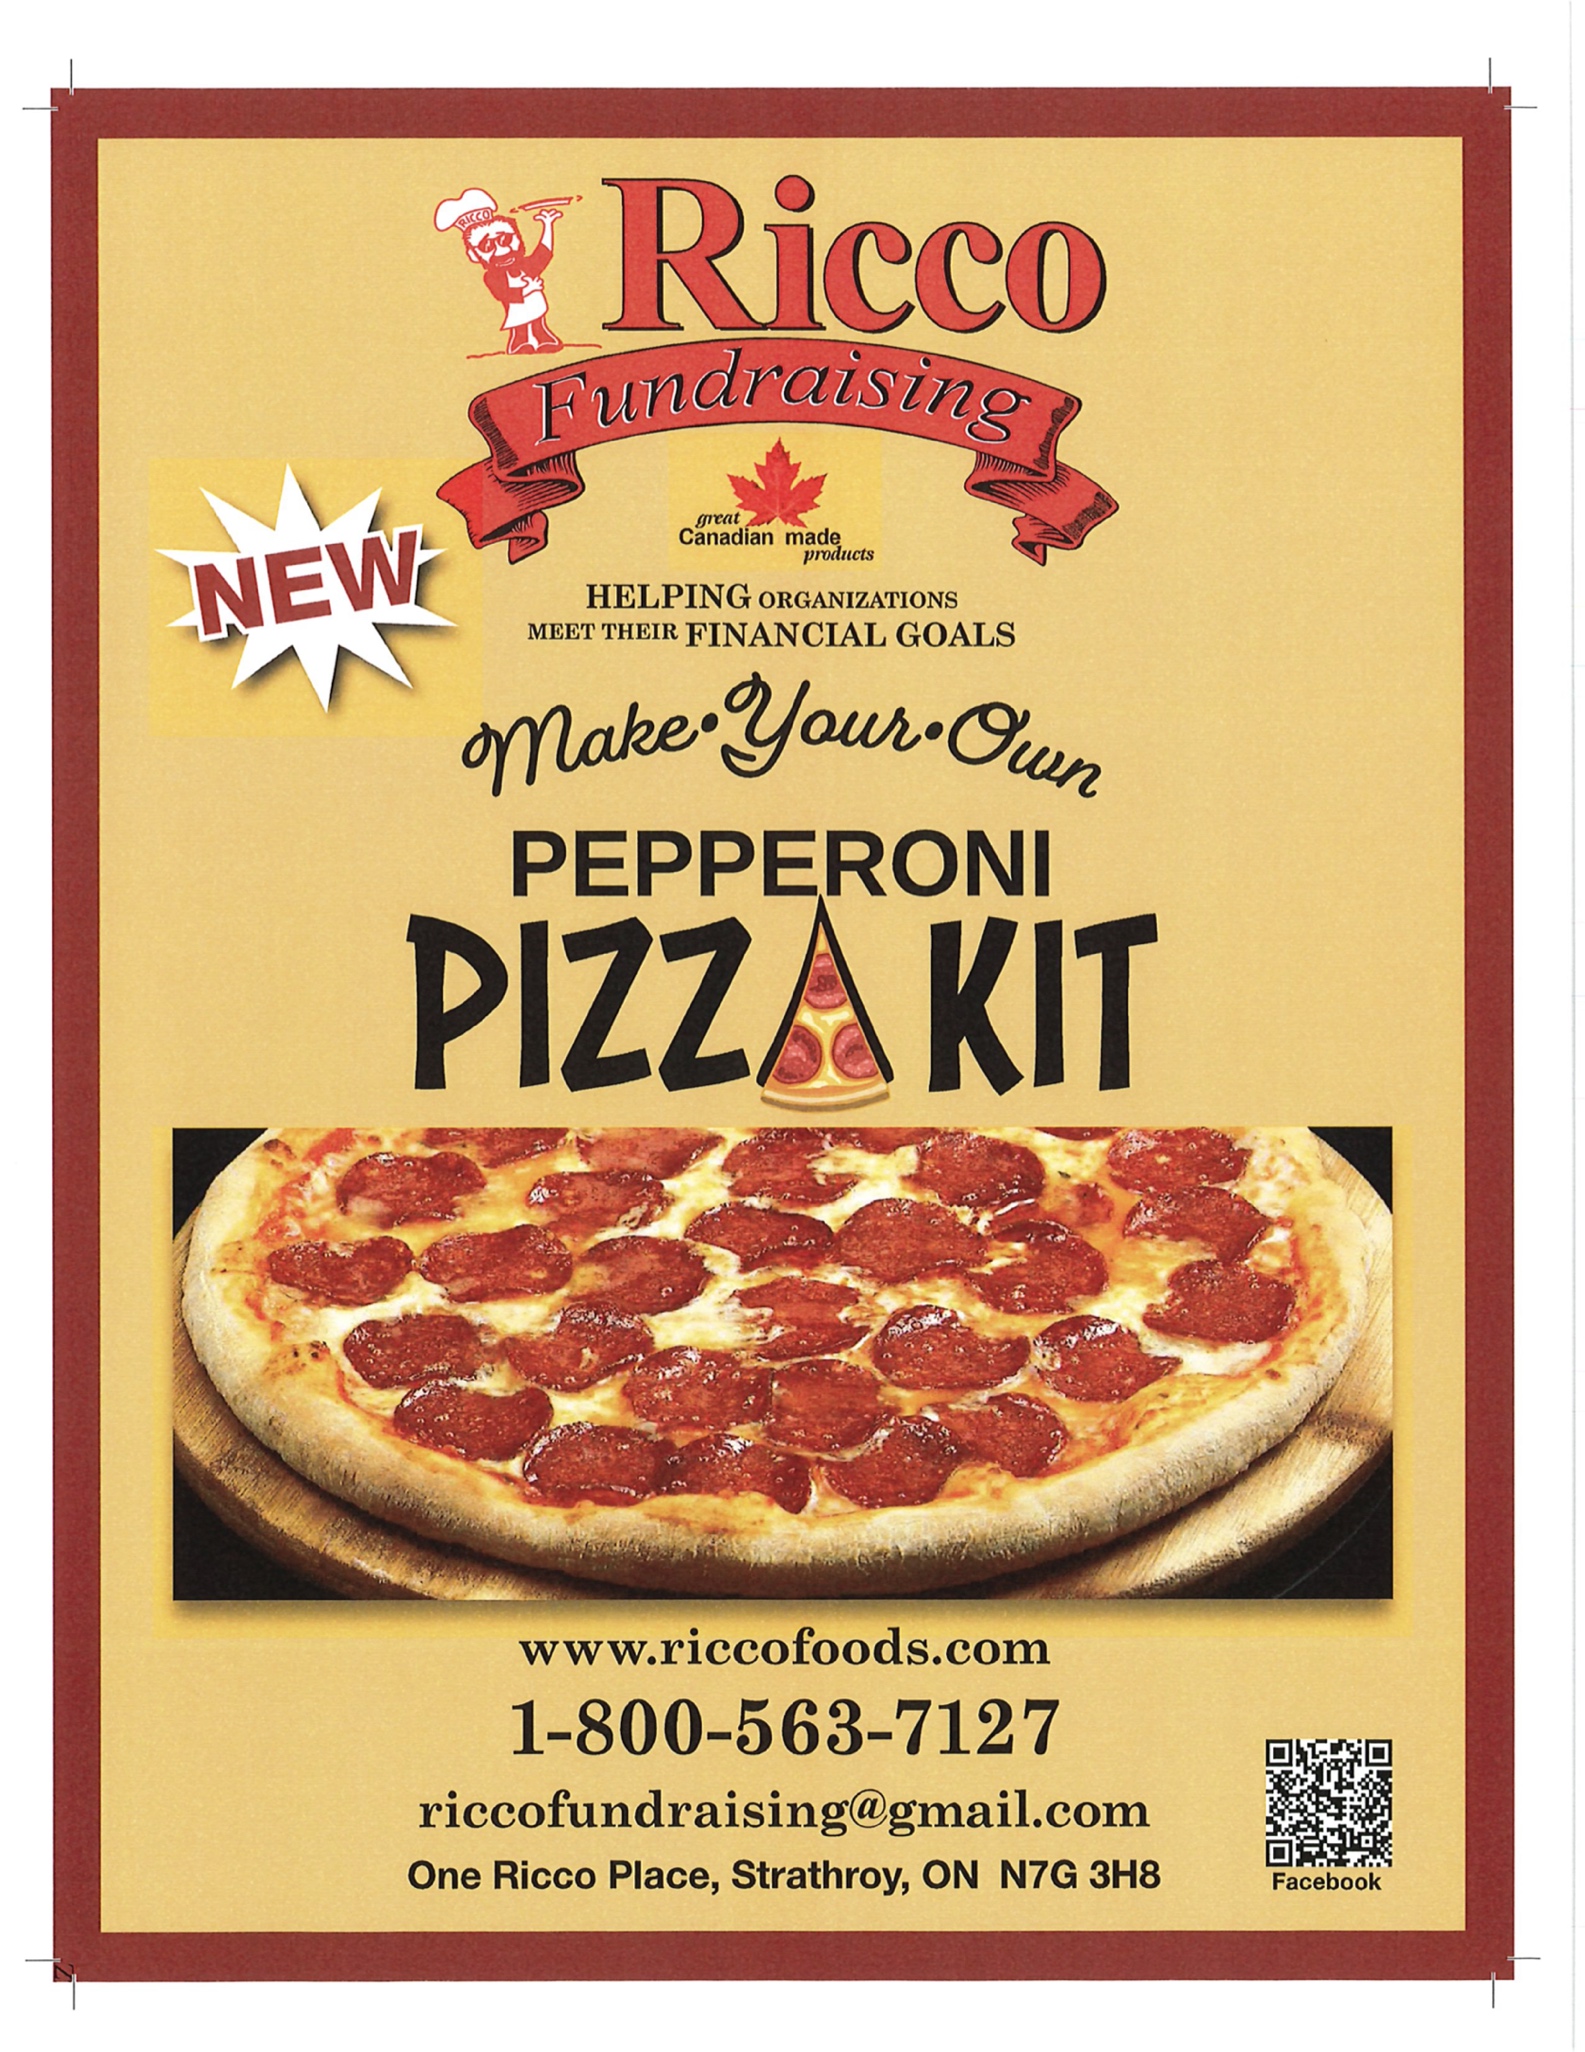 RICCO
Ricco
Fundraising
great
Canadian made
products
NEW
HELPING ORGANIZATIONS
MEET THEIR FINANCIAL GOALS
Make•Your•Own
PEPPERONI
PIZZA KIT
www.riccofoods.com
1-800-563-7127
riccofundraising@gmail.com
One Ricco Place, Strathroy, ON N7G 3H8
Facebook